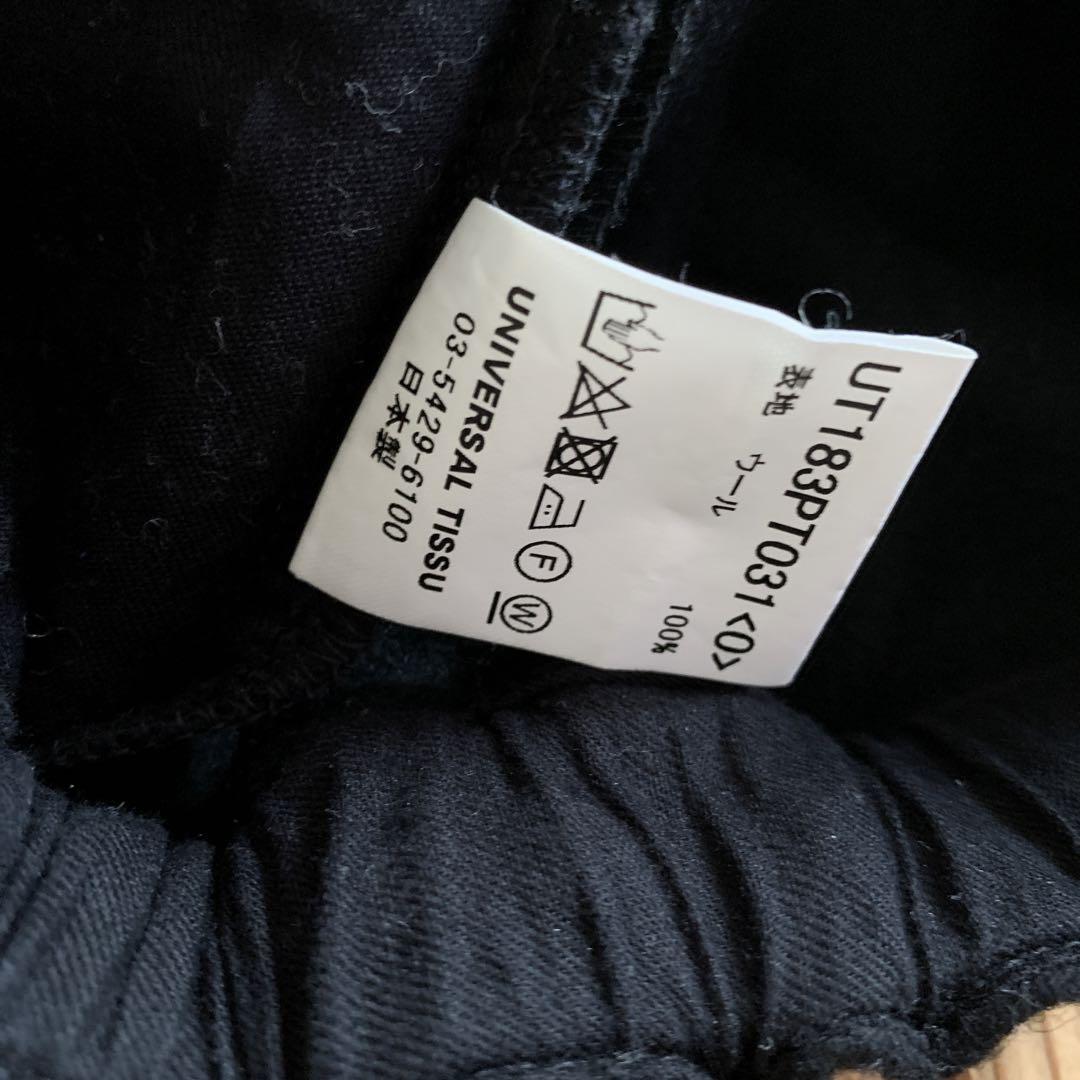 UT183PT031<0>
表地 ウール 100%
F
W
UNIVERSAL TISSU
03-5429-6100
日本製